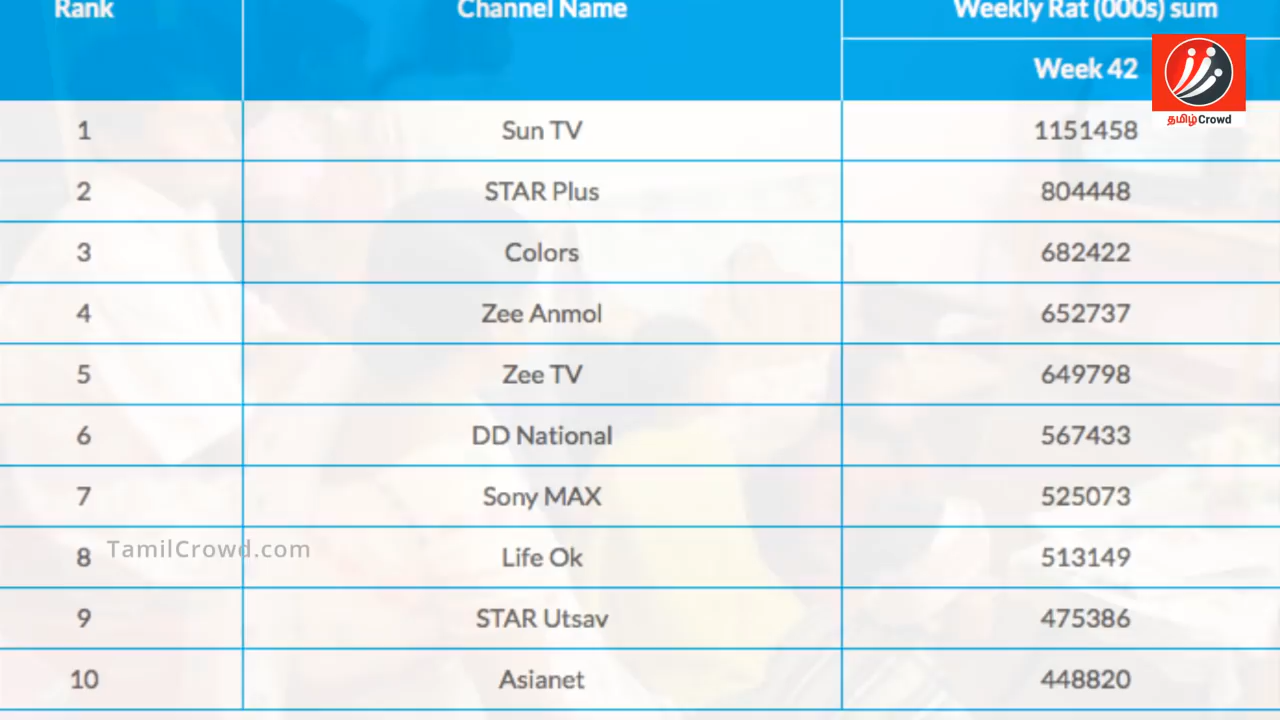 Rank Channel Name Weekly Rat (000s) sum
Week 42
தமிழ்Crowd
1 Sun TV 1151458
2 STAR Plus 804448
3 Colors 682422
4 Zee Anmol 652737
5 Zee TV 649798
6 DD National 567433
7 Sony MAX 525073
TamilCrowd.com
8 Life Ok 513149
9 STAR Utsav 475386
10 Asianet 448820